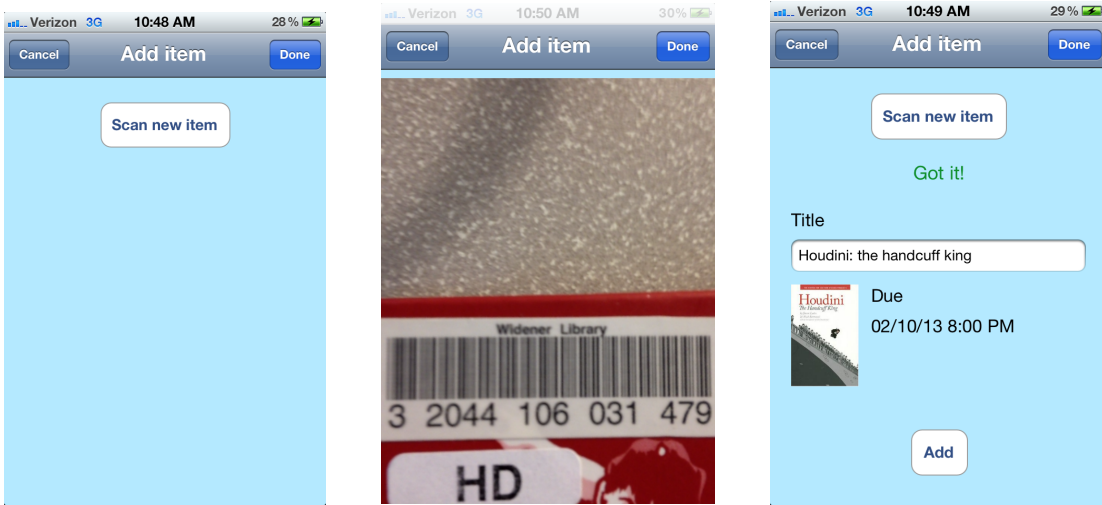 Verizon 3G 10:48 AM 28%
Cancel Add item Done
Scan new item
Verizon 3G 10:50 AM 30%
Cancel Add item Done
Widener Library
3 2044 106 031 479
HD
Verizon 3G 10:49 AM 29%
Cancel Add item Done
Scan new item
Got it!
Title
Houdini: the handcuff king
Houdini
The Handcuff King
Due
02/10/13 8:00 PM
Add